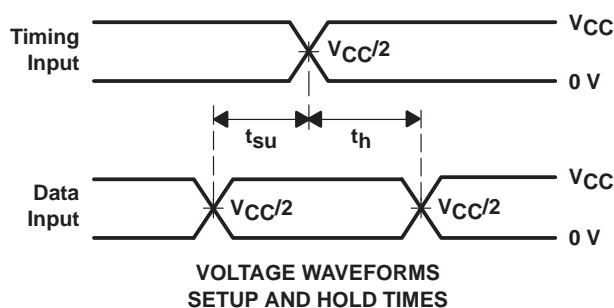 Timing
Input
VCC/2
VCC
0 V
tsu
th
Data
Input
VCC/2
VCC/2
VCC
0 V
VOLTAGE WAVEFORMS
SETUP AND HOLD TIMES